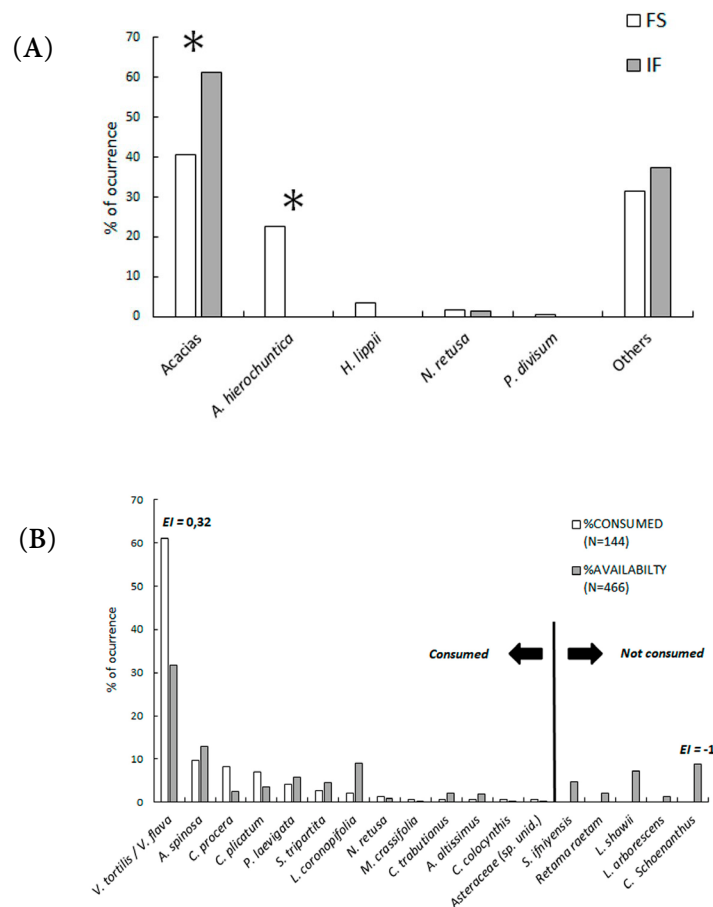 (A)
FS
IF
*
*
% of ocurrence
70
60
50
40
30
20
10
0
Acacias
A. hierochuntica
H. lippii
N. retusa
P. divisum
Others
(B)
EI = 0,32
%CONSUMED
(N=144)
%AVAILABILTY
(N=466)
Consumed
Not consumed
EI = -1
% of ocurrence
70
60
50
40
30
20
10
0
V. tortilis / V. flava
A. spinosa
C. procera
C. plicatum
P. laevigata
S. tripartita
L. coronopifolia
N. retusa
M. crassifolia
C. trabutianus
A. altissimus
C. colocynthis
Asteraceae (sp. unid.)
S. ifniyensis
Retama raetam
L. shawii
L. arborescens
C. Schoenanthus